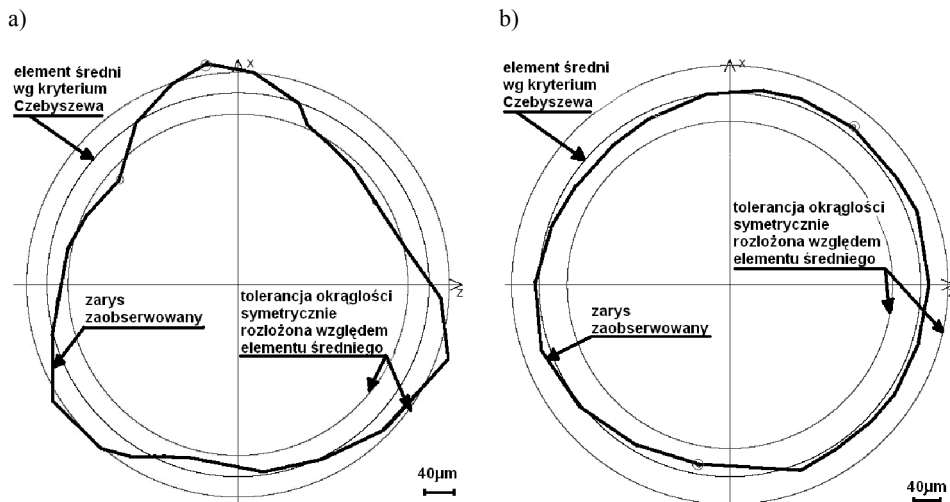 a)
x
element średni
wg kryterium
Czebyszewa
z
tolerancja okrągłości
symetrycznie
rozłożona względem
elementu średniego
zarys
zaobserwowany
40µm
b)
x
element średni
wg kryterium
Czebyszewa
tolerancja okrągłości
symetrycznie
rozłożona względem
elementu średniego
zarys
zaobserwowany
40µm